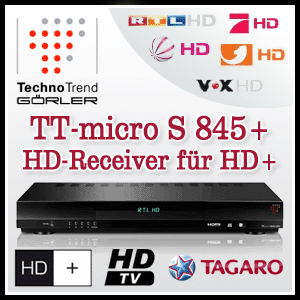 RTL HD
HD
HD
HD
VOX HD
TechnoTrend
GÖRLER
TT-micro S 845+
HD-Receiver für HD+
RTL HD
HDMI
HD +
HD
TV
TAGARO